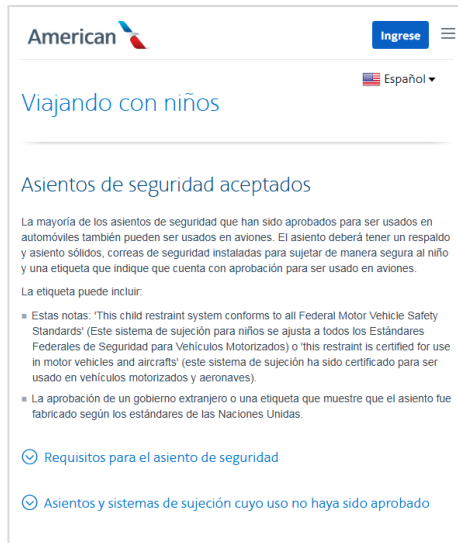 American
Ingrese
Español
Viajando con niños
Asientos de seguridad aceptados
La mayoría de los asientos de seguridad que han sido aprobados para ser usados en
automóviles también pueden ser usados en aviones. El asiento deberá tener un respaldo
y asiento sólidos, correas de seguridad instaladas para sujetar de manera segura al niño
y una etiqueta que indique que cuenta con aprobación para ser usado en aviones.
La etiqueta puede incluir:
Estas notas: 'This child restraint system conforms to all Federal Motor Vehicle Safety
Standards' (Este sistema de sujeción para niños se ajusta a todos los Estándares
Federales de Seguridad para Vehículos Motorizados) o 'this restraint is certified for use
in motor vehicles and aircrafts' (este sistema de sujeción ha sido certificado para ser
usado en vehículos motorizados y aeronaves).
La aprobación de un gobierno extranjero o una etiqueta que muestre que el asiento fue
fabricado según los estándares de las Naciones Unidas.
Requisitos para el asiento de seguridad
Asientos y sistemas de sujeción cuyo uso no haya sido aprobado